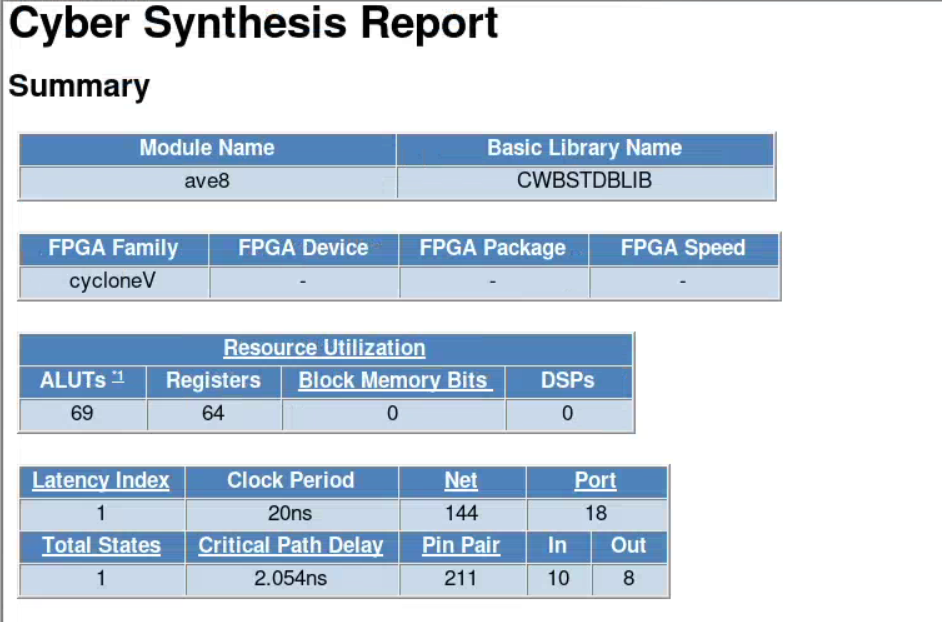 Cyber Synthesis Report
Summary
Module Name Basic Library Name
ave8 CWBSTDBLIB
FPGA Family FPGA Device FPGA Package FPGA Speed
cycloneV - - -
Resource Utilization
ALUTs *1 Registers Block Memory Bits DSPs
69 64 0 0
Latency Index Clock Period Net Port
1 20ns 144 18
Total States Critical Path Delay Pin Pair In Out
1 2.054ns 211 10 8